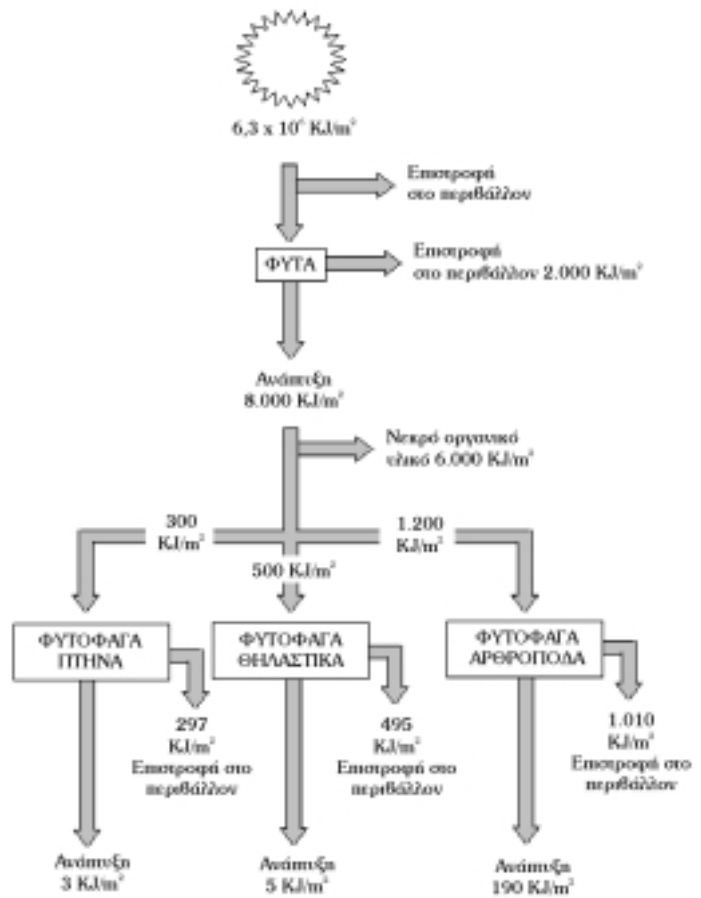 6,3 x 10⁶ KJ/m²
Επιστροφή
στο περιβάλλον
ΦΥΤΑ
Επιστροφή
στο περιβάλλον 2.000 KJ/m²
Ανάπτυξη
8.000 KJ/m²
Νεκρό οργανικό
υλικό 6.000 KJ/m²
300
KJ/m²
500 KJ/m²
1.200
KJ/m²
ΦΥΤΟΦΑΓΑ
ΠΤΗΝΑ
ΦΥΤΟΦΑΓΑ
ΘΗΛΑΣΤΙΚΑ
ΦΥΤΟΦΑΓΑ
ΑΡΘΡΟΠΟΔΑ
297
KJ/m²
Επιστροφή στο
περιβάλλον
495
KJ/m²
Επιστροφή στο
περιβάλλον
1.010
KJ/m²
Επιστροφή στο
περιβάλλον
Ανάπτυξη
3 KJ/m²
Ανάπτυξη
5 KJ/m²
Ανάπτυξη
190 KJ/m²